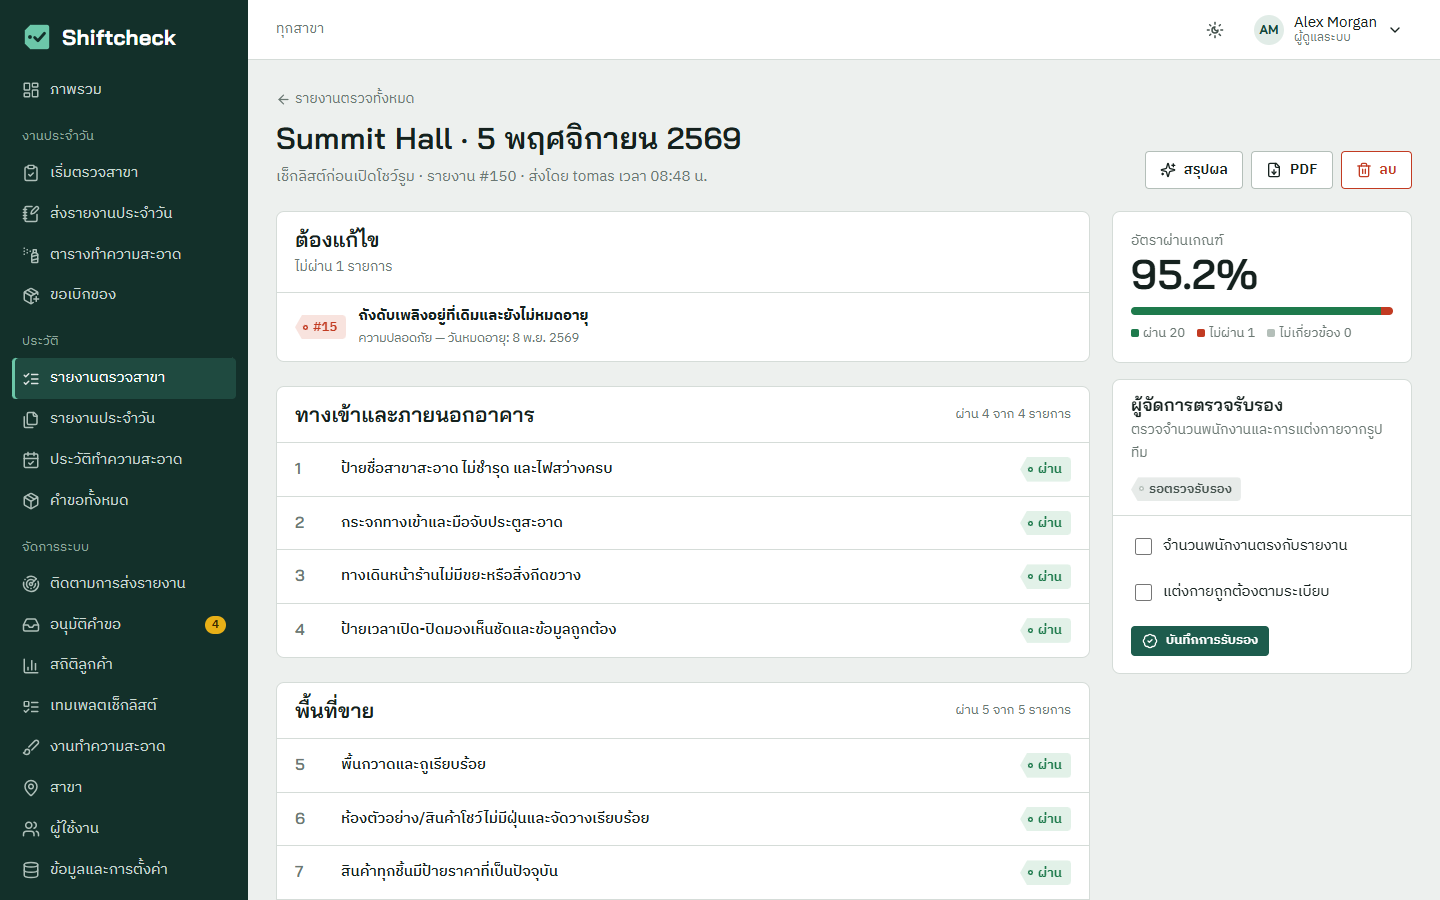 Shiftcheck
ภาพรวม
งานประจำวัน
เริ่มตรวจสาขา
ส่งรายงานประจำวัน
ตารางทำความสะอาด
ขอเบิกของ
ประวัติ
รายงานตรวจสาขา
รายงานประจำวัน
ประวัติทำความสะอาด
คำขอทั้งหมด
จัดการระบบ
ติดตามการส่งรายงาน
อนุมัติคำขอ
4
สถิติลูกค้า
เทมเพลตเช็กลิสต์
งานทำความสะอาด
สาขา
ผู้ใช้งาน
ข้อมูลและการตั้งค่า
ทุกสาขา
AM
Alex Morgan
ผู้ดูแลระบบ
← รายงานตรวจทั้งหมด
Summit Hall · 5 พฤศจิกายน 2569
เช็กลิสต์ก่อนเปิดโชว์รูม · รายงาน #150 · ส่งโดย tomas เวลา 08:48 น.
สรุปผล
PDF
ลบ
ต้องแก้ไข
ไม่ผ่าน 1 รายการ
#15
ถังดับเพลิงอยู่ที่เดิมและยังไม่หมดอายุ
ความปลอดภัย — วันหมดอายุ: 8 พ.ย. 2569
ทางเข้าและภายนอกอาคาร
ผ่าน 4 จาก 4 รายการ
1 ป้ายชื่อสาขาสะอาด ไม่ชำรุด และไฟสว่างครบ ผ่าน
2 กระจกทางเข้าและมือจับประตูสะอาด ผ่าน
3 ทางเดินหน้าร้านไม่มีขยะหรือสิ่งกีดขวาง ผ่าน
4 ป้ายเวลาเปิด-ปิดมองเห็นชัดและข้อมูลถูกต้อง ผ่าน
พื้นที่ขาย
ผ่าน 5 จาก 5 รายการ
5 พื้นกวาดและถูเรียบร้อย ผ่าน
6 ห้องตัวอย่าง/สินค้าโชว์ไม่มีฝุ่นและจัดวางเรียบร้อย ผ่าน
7 สินค้าทุกชิ้นมีป้ายราคาที่เป็นปัจจุบัน ผ่าน
อัตราผ่านเกณฑ์
95.2%
ผ่าน 20 ไม่ผ่าน 1 ไม่เกี่ยวข้อง 0
ผู้จัดการตรวจรับรอง
ตรวจจำนวนพนักงานและการแต่งกายจากรูป
ทีม
รอตรวจรับรอง
จำนวนพนักงานตรงกับรายงาน
แต่งกายถูกต้องตามระเบียบ
บันทึกการรับรอง